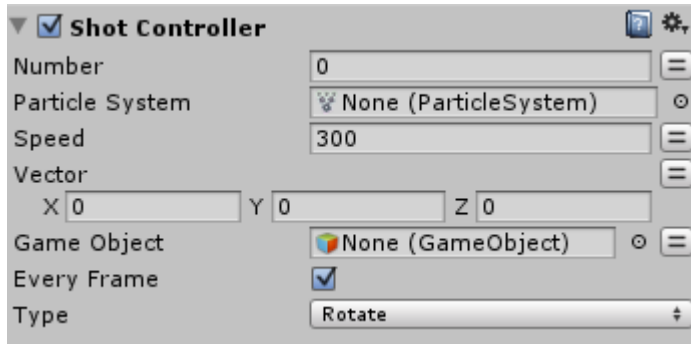 Shot Controller
Number 0
Particle System None (ParticleSystem)
Speed 300
Vector
X 0 Y 0 Z 0
Game Object None (GameObject)
Every Frame
Type Rotate